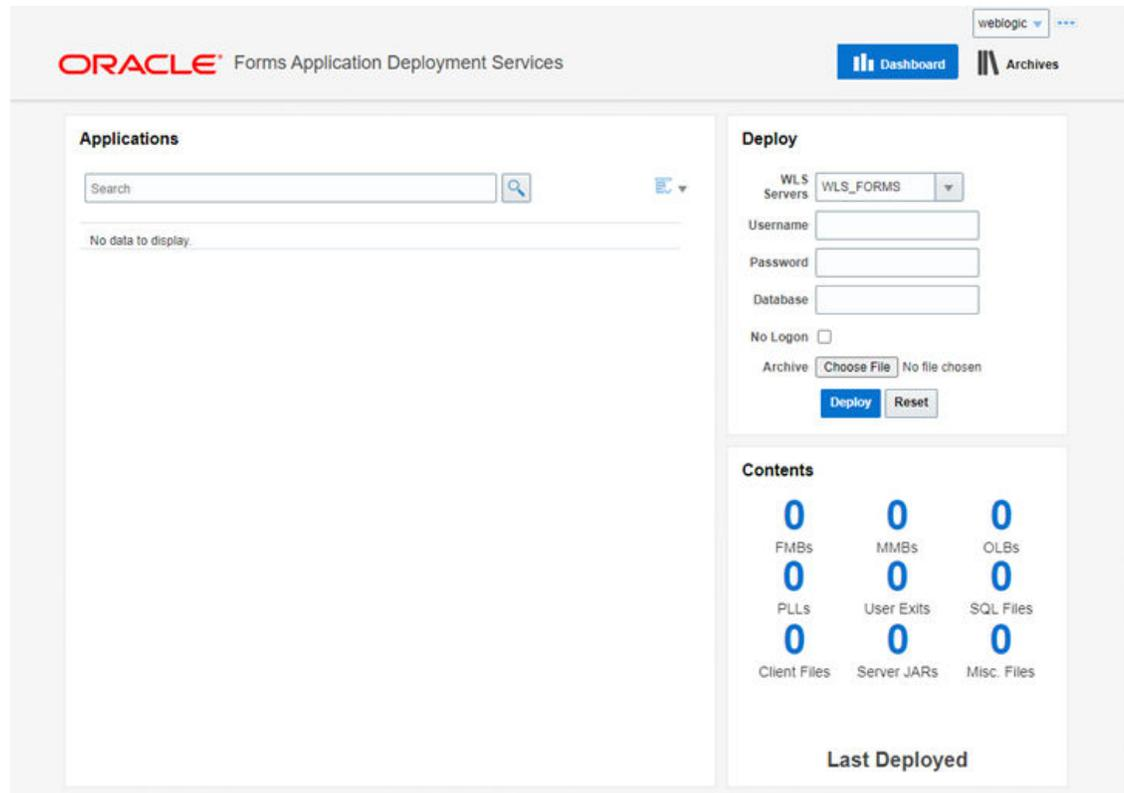 weblogic
ORACLE Forms Application Deployment Services
Dashboard
Archives
Applications
Search
No data to display.
Deploy
WLS Servers WLS_FORMS
Username
Password
Database
No Logon
Archive Choose File No file chosen
Deploy Reset
Contents
0 0 0
FMBs MMBs OLBs
0 0 0
PLLs User Exits SQL Files
0 0 0
Client Files Server JARs Misc. Files
Last Deployed